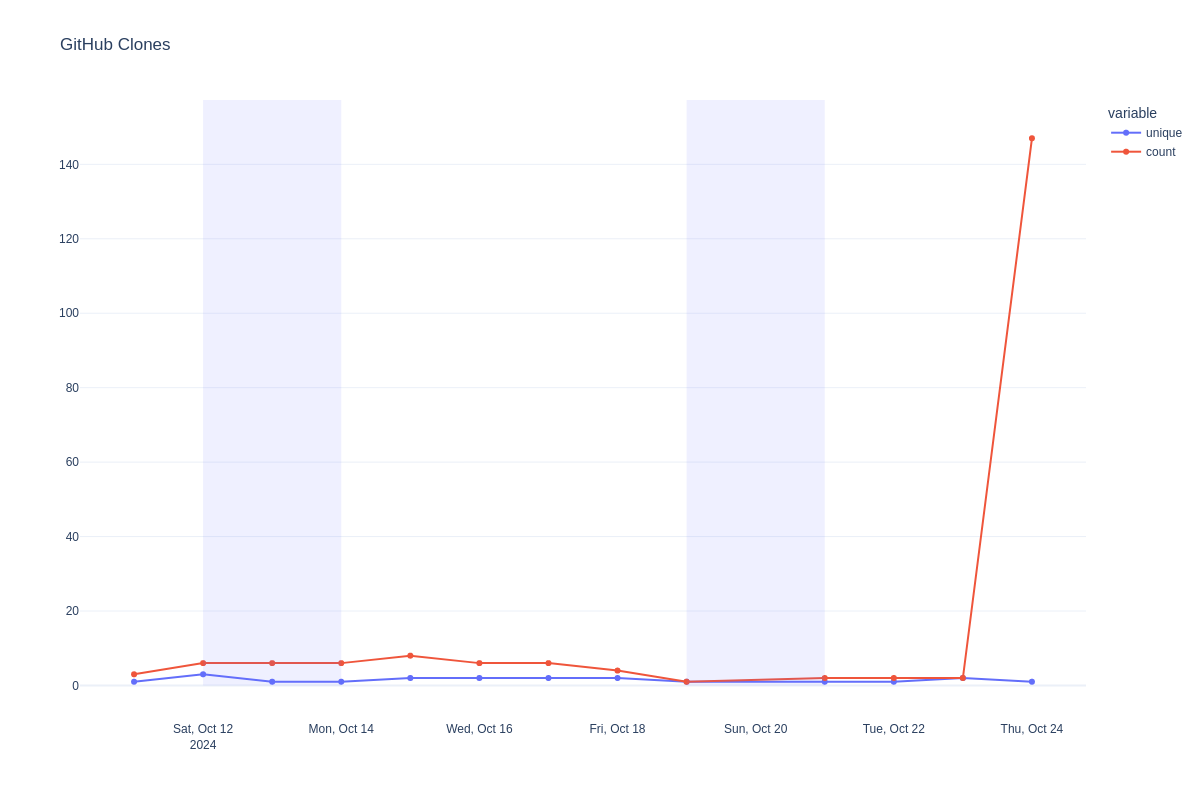 GitHub Clones
variable
unique
count
140
120
100
80
60
40
20
0
Sat, Oct 12
2024
Mon, Oct 14
Wed, Oct 16
Fri, Oct 18
Sun, Oct 20
Tue, Oct 22
Thu, Oct 24